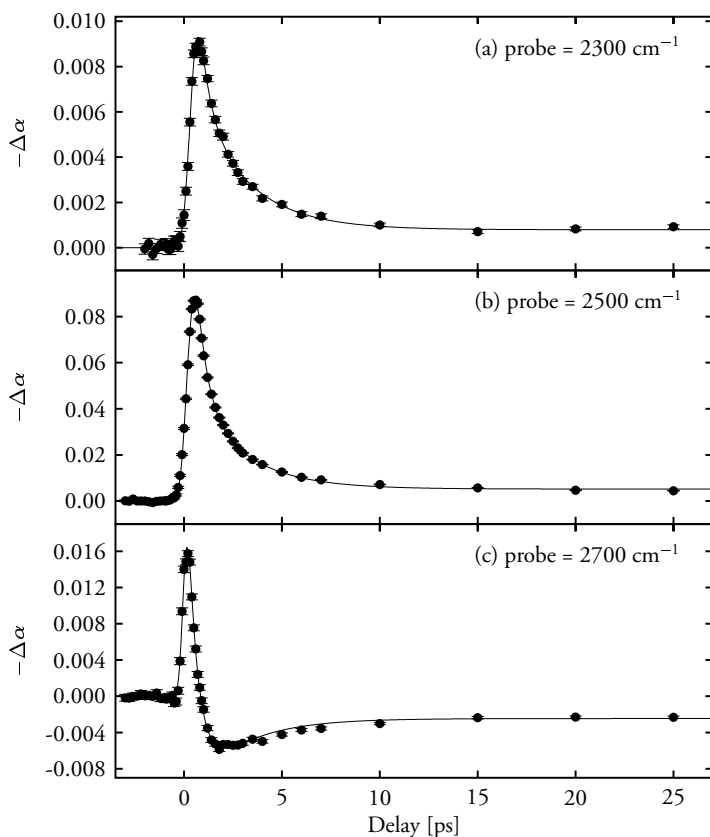 0.010
(a) probe = 2300 cm⁻¹
0.008
0.006
−Δα
0.004
0.002
0.000
(b) probe = 2500 cm⁻¹
0.08
0.06
−Δα
0.04
0.02
0.00
0.016
(c) probe = 2700 cm⁻¹
0.012
0.008
−Δα
0.004
0.000
-0.004
-0.008
0 5 10 15 20 25
Delay [ps]